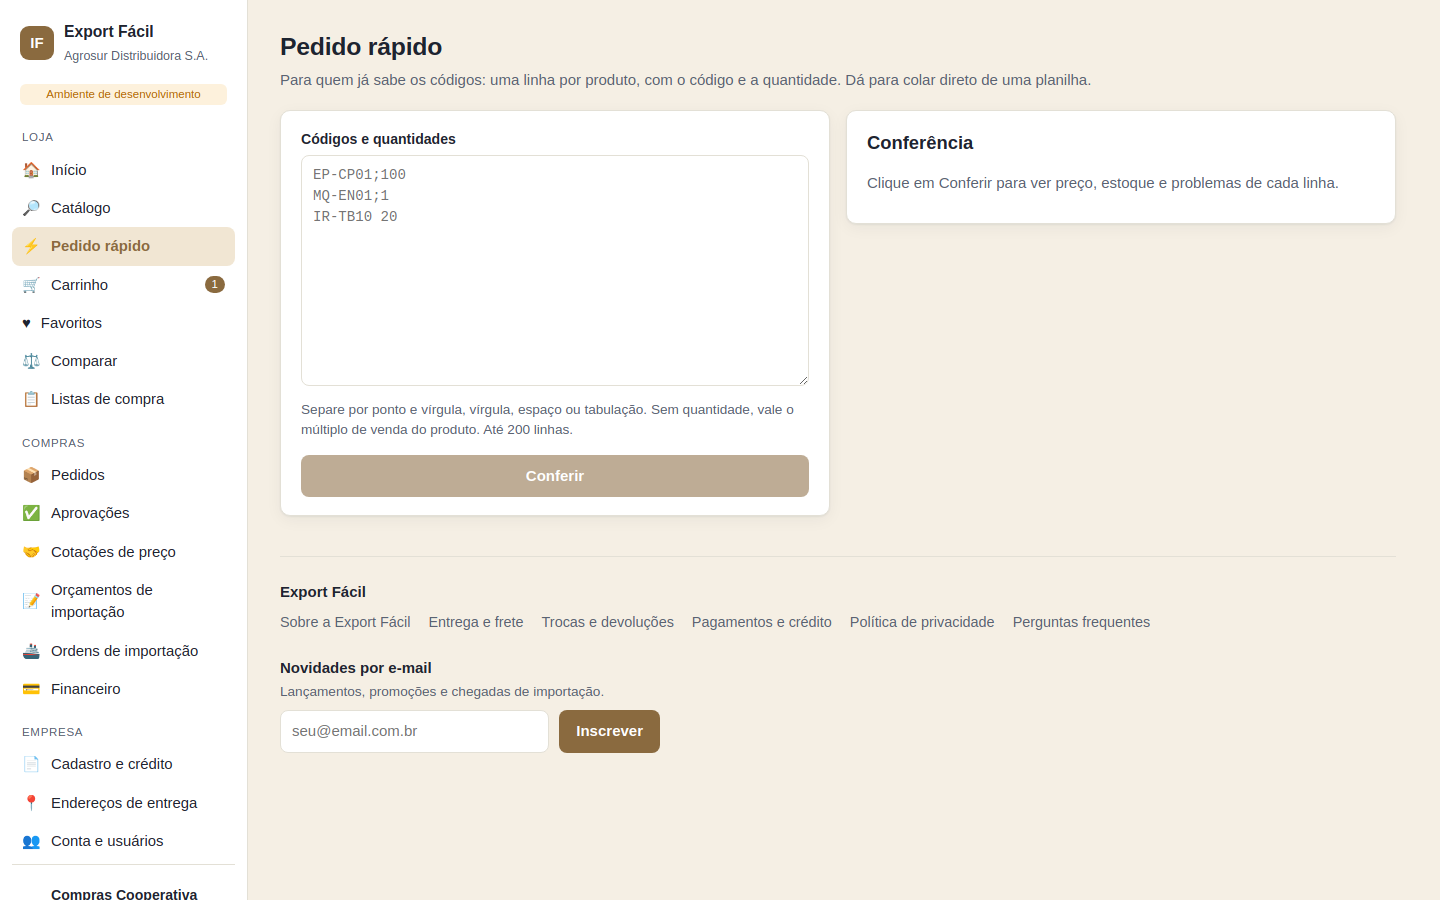 IF
Export Fácil
Agrosur Distribuidora S.A.
Ambiente de desenvolvimento
LOJA
Início
Catálogo
Pedido rápido
Carrinho
1
Favoritos
Comparar
Listas de compra
COMPRAS
Pedidos
Aprovações
Cotações de preço
Orçamentos de
importação
Ordens de importação
Financeiro
EMPRESA
Cadastro e crédito
Endereços de entrega
Conta e usuários
Compras Cooperativa
Pedido rápido
Para quem já sabe os códigos: uma linha por produto, com o código e a quantidade. Dá para colar direto de uma planilha.
Códigos e quantidades
EP-CP01;100
MQ-EN01;1
IR-TB10 20
Separe por ponto e vírgula, vírgula, espaço ou tabulação. Sem quantidade, vale o
múltiplo de venda do produto. Até 200 linhas.
Conferir
Conferência
Clique em Conferir para ver preço, estoque e problemas de cada linha.
Export Fácil
Sobre a Export Fácil
Entrega e frete
Trocas e devoluções
Pagamentos e crédito
Política de privacidade
Perguntas frequentes
Novidades por e-mail
Lançamentos, promoções e chegadas de importação.
seu@email.com.br
Inscrever